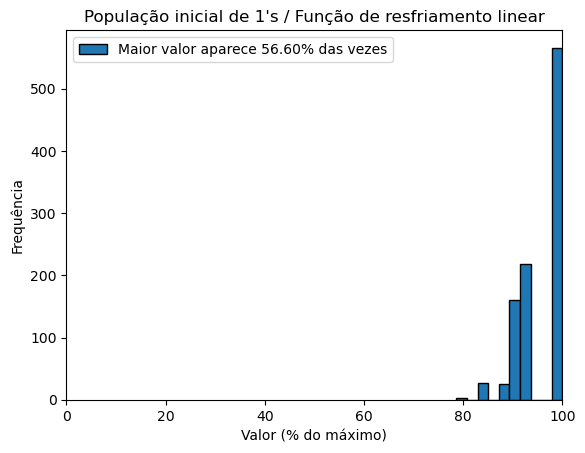 População inicial de 1's / Função de resfriamento linear
Maior valor aparece 56.60% das vezes
Frequência
500
400
300
200
100
0
0 20 40 60 80 100
Valor (% do máximo)